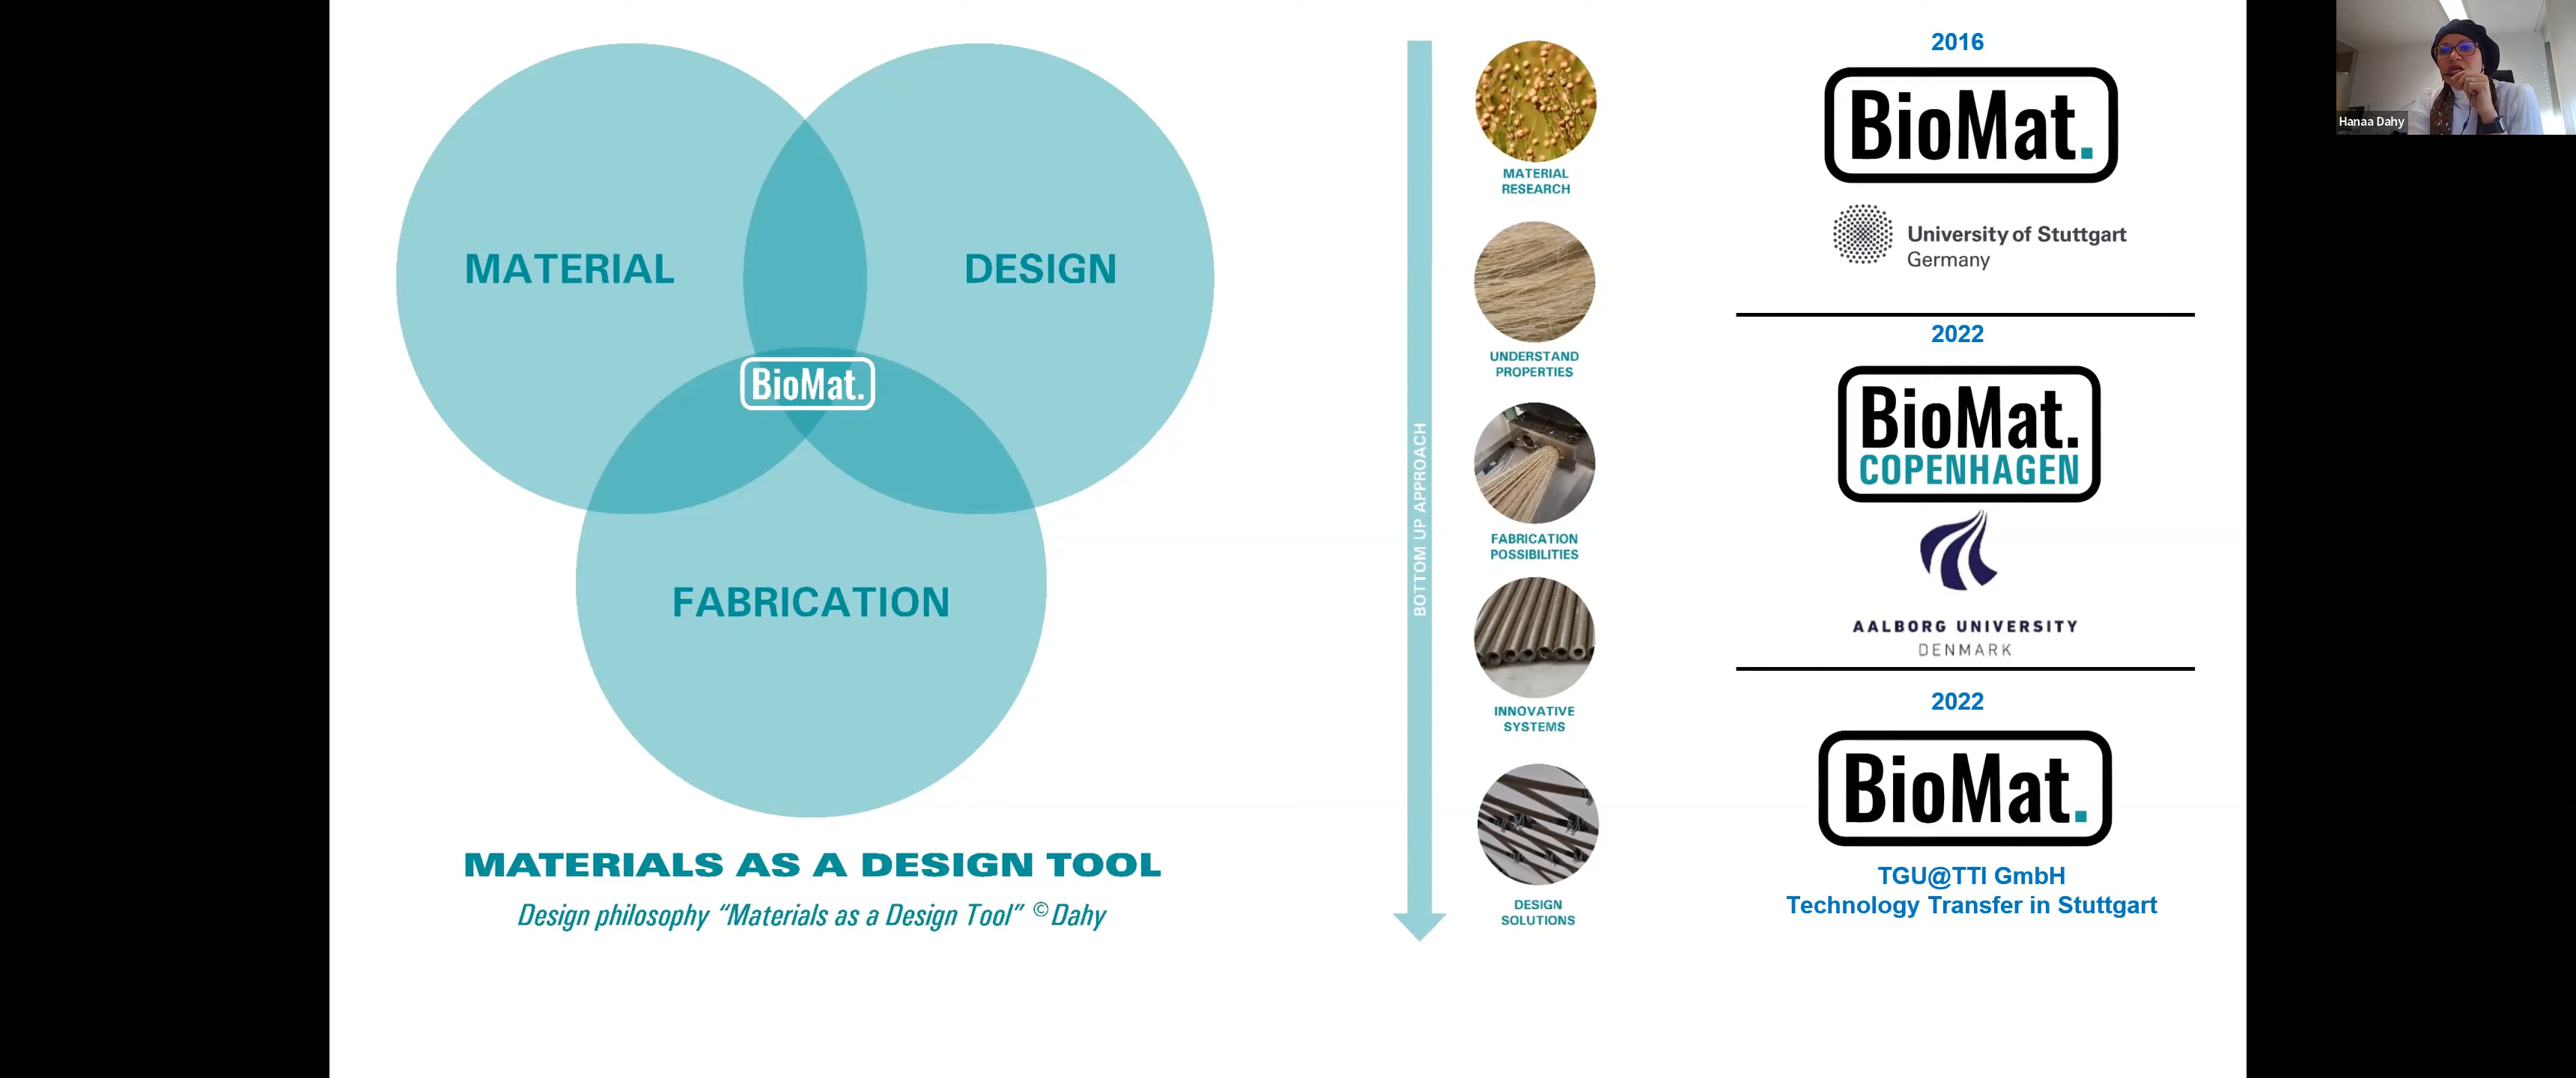 MATERIAL
DESIGN
BioMat.
FABRICATION
MATERIALS AS A DESIGN TOOL
Design philosophy “Materials as a Design Tool” ©Dahy
BOTTOM UP APPROACH
MATERIAL
RESEARCH
UNDERSTAND
PROPERTIES
FABRICATION
POSSIBILITIES
INNOVATIVE
SYSTEMS
DESIGN
SOLUTIONS
2016
BioMat.
University of Stuttgart
Germany
2022
BioMat.
COPENHAGEN
AALBORG UNIVERSITY
DENMARK
2022
BioMat.
TGU@TTI GmbH
Technology Transfer in Stuttgart
Hanaa Dahy